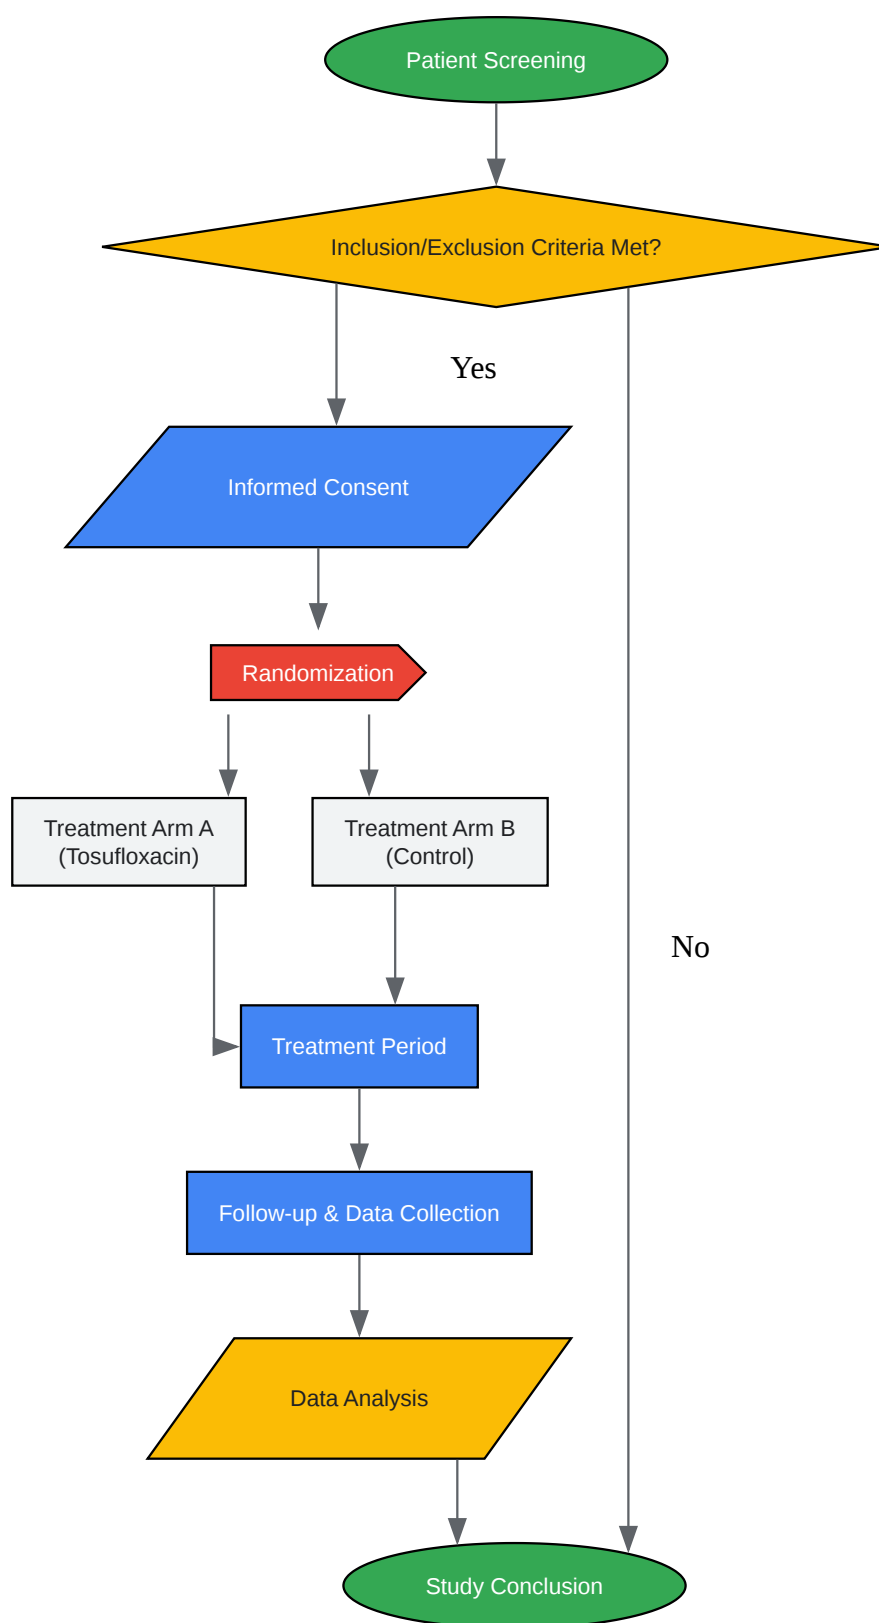 Patient Screening
Inclusion/Exclusion Criteria Met?
Yes
Informed Consent
Randomization
Treatment Arm A
(Tosufloxacin)
Treatment Arm B
(Control)
No
Treatment Period
Follow-up & Data Collection
Data Analysis
Study Conclusion